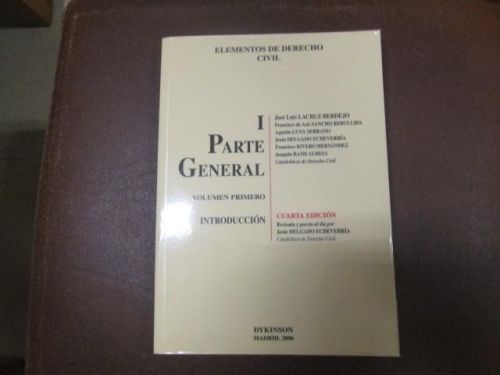 ELEMENTOS DE DERECHO
CIVIL
I
PARTE
GENERAL
VOLUMEN PRIMERO
INTRODUCCIÓN
José Luis LACRUZ BERDEJO
Francisco de Asís SANCHO REBULLIDA
Agustín LUNA SERRANO
Jesús DELGADO ECHEVERRÍA
Francisco RIVERO HERNÁNDEZ
Joaquín RAMS ALBESA
Catedráticos de Derecho Civil
CUARTA EDICIÓN
Revisada y puesta al día por
Jesús DELGADO ECHEVERRÍA
Catedrático de Derecho Civil
DYKINSON
MADRID, 2006